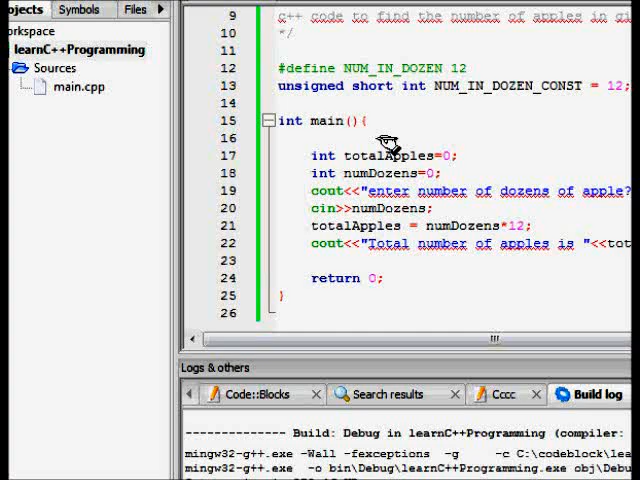 ojects Symbols Files
orkspace
learnC++Programming
Sources
main.cpp
9 c++ code to find the number of apples in gi
10 */
11
12 #define NUM_IN_DOZEN 12
13 unsigned short int NUM_IN_DOZEN_CONST = 12;
14
15 int main(){
16
17 int totalApples=0;
18 int numDozens=0;
19 cout<<"enter number of dozens of apple?
20 cin>>numDozens;
21 totalApples = numDozens*12;
22 cout<<"Total number of apples is "<<tot
23
24 return 0;
25 }
26
Logs & others
Code::Blocks Search results Cccc Build log
-------------- Build: Debug in learnC++Programming (compiler:
mingw32-g++.exe -Wall -fexceptions -g -c C:\codeblock\lea
mingw32-g++.exe -o bin\Debug\learnC++Programming.exe obj\Debug